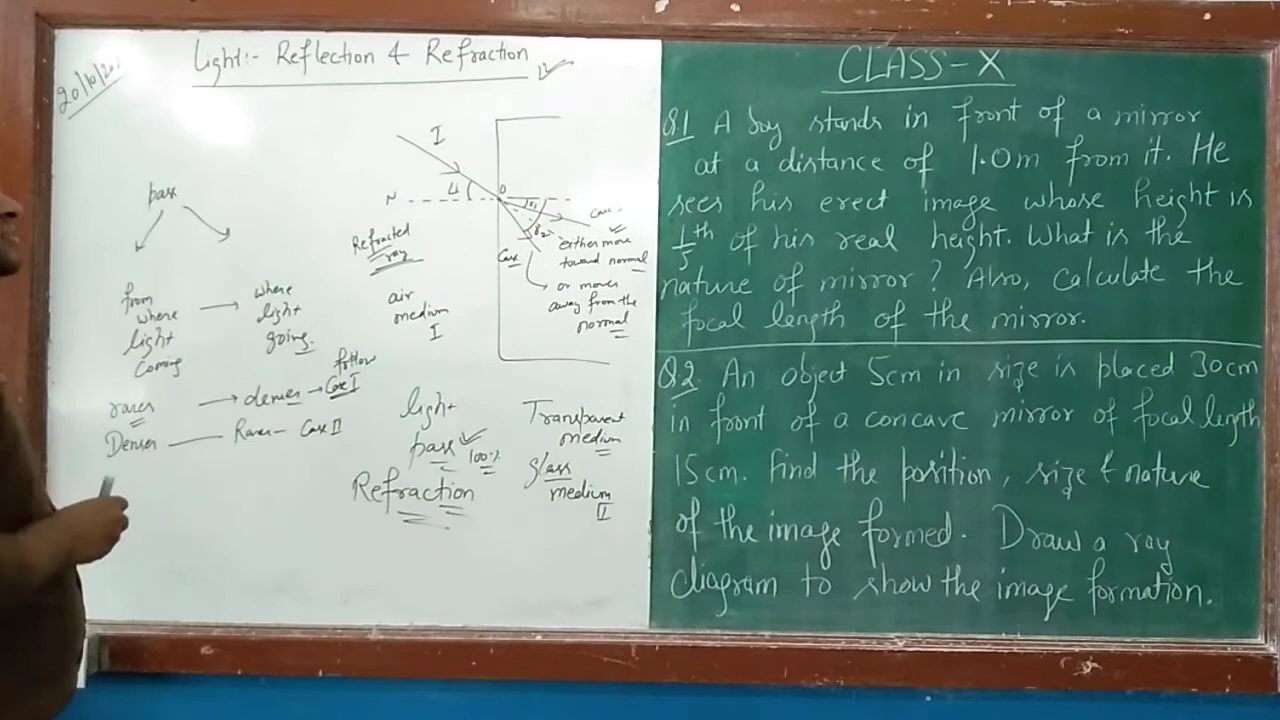 Light:- Reflection & Refraction
20/10/20
I
Li
N
O
r1
r2
Case
Case
either move
toward normal
or moves
away from the
normal
Refracted
ray
air
medium
I
from
where
light
coming
where
light
going
follow
rarer → denser → Case I
Denser — Rarer - Case II
light
pass
100%
Refraction
Transparent
medium
glass
medium
II
CLASS-X
Q.1 A boy stands in front of a mirror
at a distance of 1.0m from it. He
sees his erect image whose height is
1/5th of his real height. What is the
nature of mirror? Also, Calculate the
focal length of the mirror.
Q.2. An object 5cm in size is placed 30cm
in front of a concave mirror of focal length
15cm. Find the position, size & nature
of the image formed. Draw a ray
diagram to show the image formation.